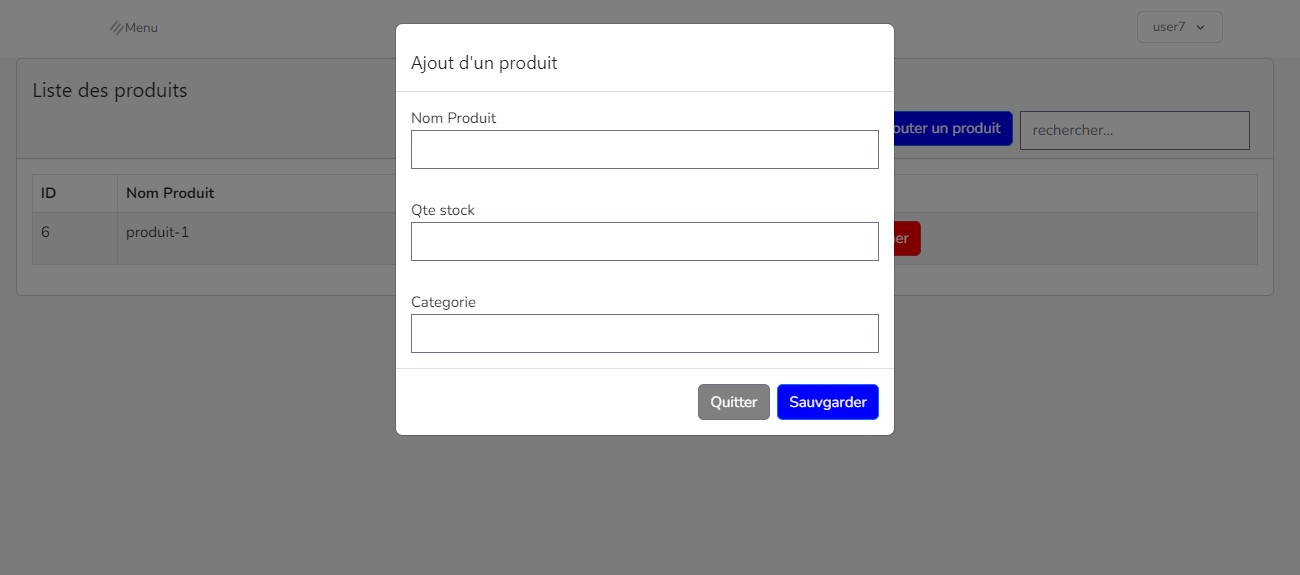 Menu
user7
Liste des produits
outer un produit
rechercher...
ID Nom Produit
6 produit-1
er
Ajout d'un produit
Nom Produit
Qte stock
Categorie
Quitter Sauvgarder